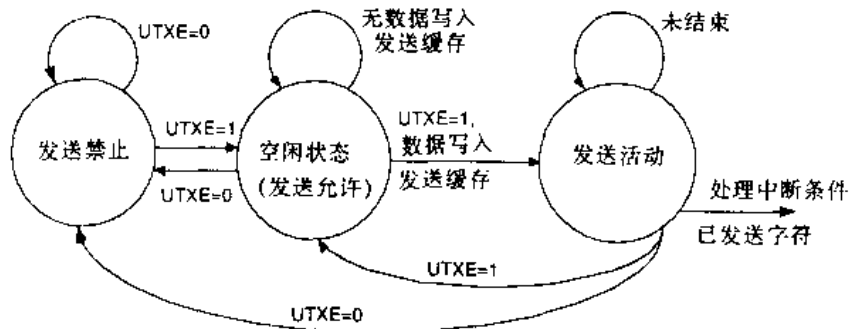 UTXE=0
无数据写入
发送缓存
未结束
发送禁止
UTXE=1
UTXE=0
空闲状态
(发送允许)
UTXE=1,
数据写入
发送缓存
发送活动
处理中断条件
已发送字符
UTXE=1
UTXE=0